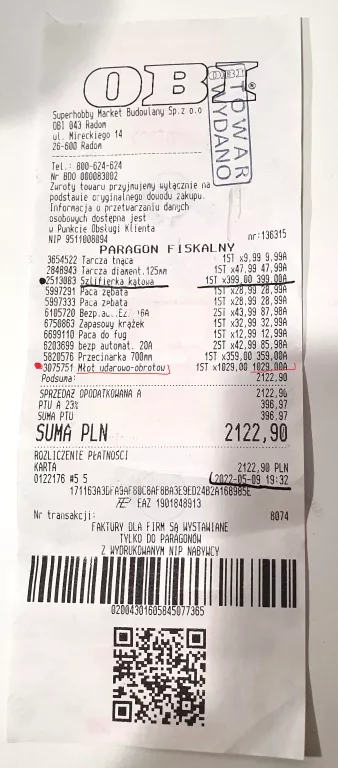 OBI
®
TOWAR
WYDANO
Superhobby Market Budowlany Sp.z o.o
OBI 043 Radom
ul. Mireckiego 14
26-600 Radom
Tel.: 800-624-624
Nr BDO 000083002
Zwroty towaru przyjmujemy wyłącznie na
podstawie oryginalnego dowodu zakupu.
Informacja o przetwarzaniu danych
osobowych dostępna jest
w Punkcie Obsługi Klienta
NIP 9511008094 nr:136315
PARAGON FISKALNY
3654522 Tarcza tnąca 1ST x9,99 9,99A
2848943 Tarcza diament.125mm 1ST x47,99 47,99A
2513083 Szlifierka kątowa 1ST x399,00 399,00A
5997291 Paca zębata 1ST x28,99 28,99A
5997333 Paca zębata 1ST x28,99 28,99A
6105720 Bezp. 16A 2ST x43,99 87,98A
6750863 Zapasowy krążek 1ST x32,99 32,99A
6699110 Paca do fug 1ST x12,99 12,99A
6203699 bezp automat. 20A 2ST x42,99 85,98A
5820576 Przecinarka 700mm 1ST x359,00 359,00A
3075751 Młot udarowo-obrotow 1ST x1029,00 1029,00A
Podsuma: 2122,90
SPRZEDAŻ OPODATKOWANA A 2122,90
PTU A 23% 396,97
SUMA PTU 396,97
SUMA PLN 2122,90
ROZLICZENIE PŁATNOŚCI
KARTA 2122,90 PLN
0122176 #5 5 2022-05-09 19:32
EAZ 1901848913
Nr transakcji: 8074
FAKTURY DLA FIRM SĄ WYSTAWIANE
TYLKO DO PARAGONÓW
Z WYDRUKOWANYM NIP NABYWCY
0200430160584507736​5